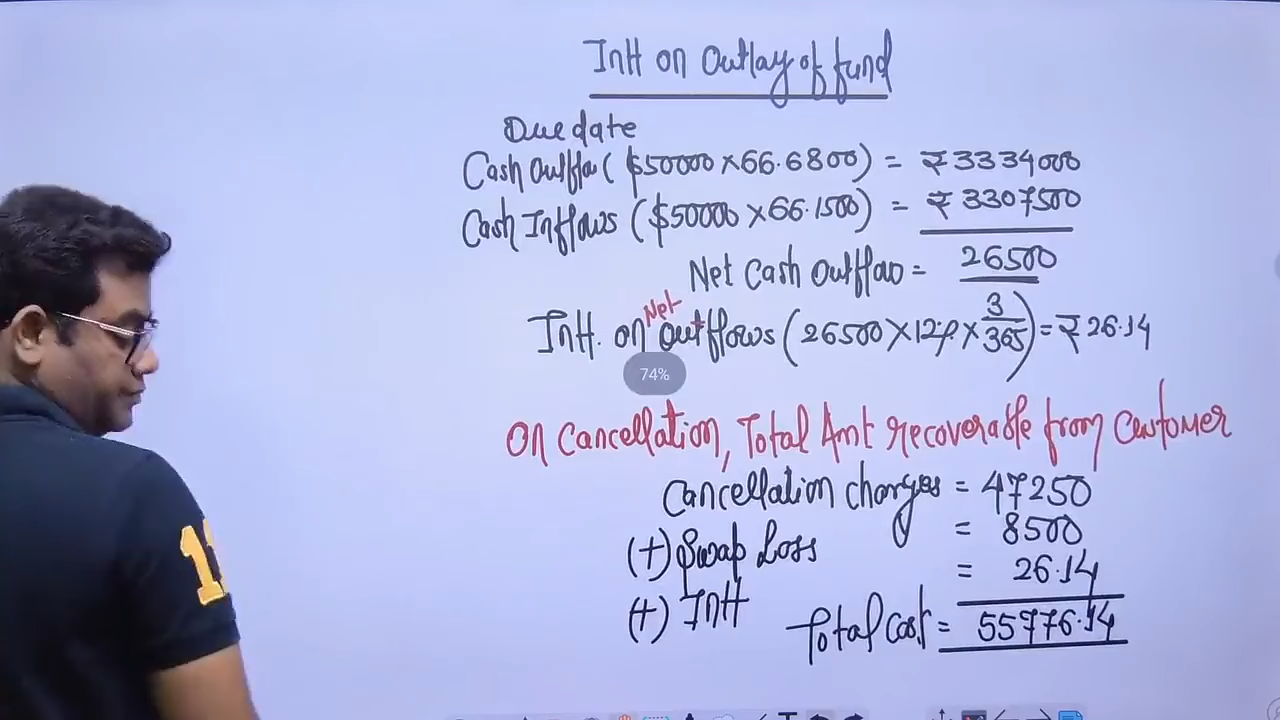 Intt on Outlay of fund
Due date
Cash Outflo ($50000 × 66.6800) = ₹ 3334000
Cash Inflows ($50000 × 66.1500) = ₹ 3307500
Net Cash Outflow = 26500
Intt. on Net outflows (26500 × 12% × 3/365) = ₹ 26.14
74%
On Cancellation, Total Amt recoverable from Customer
Cancellation charges = 47250
(+) Swap Loss = 8500
(+) Intt = 26.14
Total Cost = 55776.14